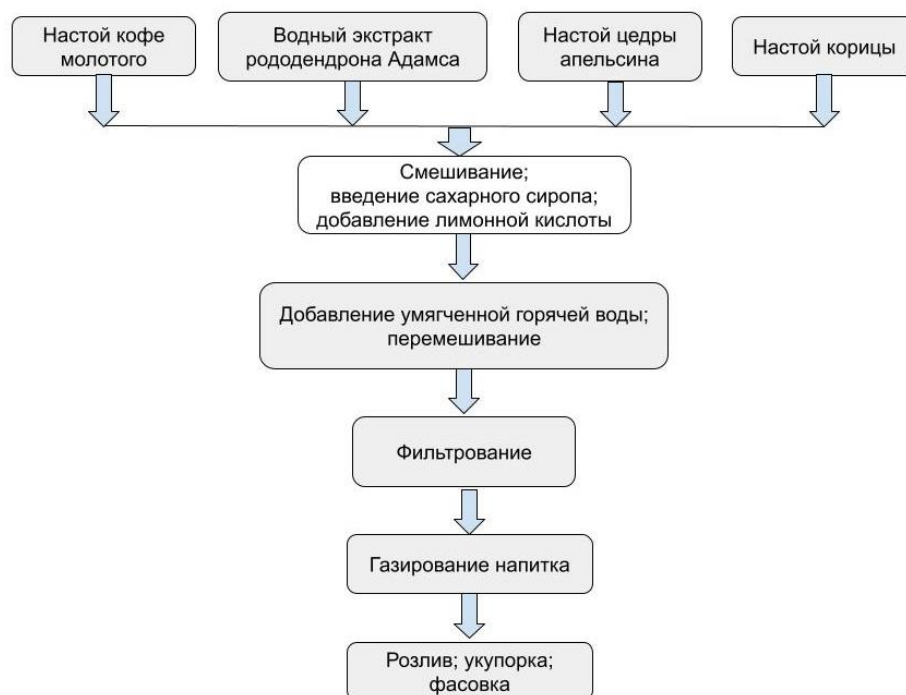 Настой кофе
молотого
Водный экстракт
рододендрона Адамса
Настой цедры
апельсина
Настой корицы
Смешивание;
введение сахарного сиропа;
добавление лимонной кислоты
Добавление умягченной горячей воды;
перемешивание
Фильтрование
Газирование напитка
Розлив; укупорка;
фасовка